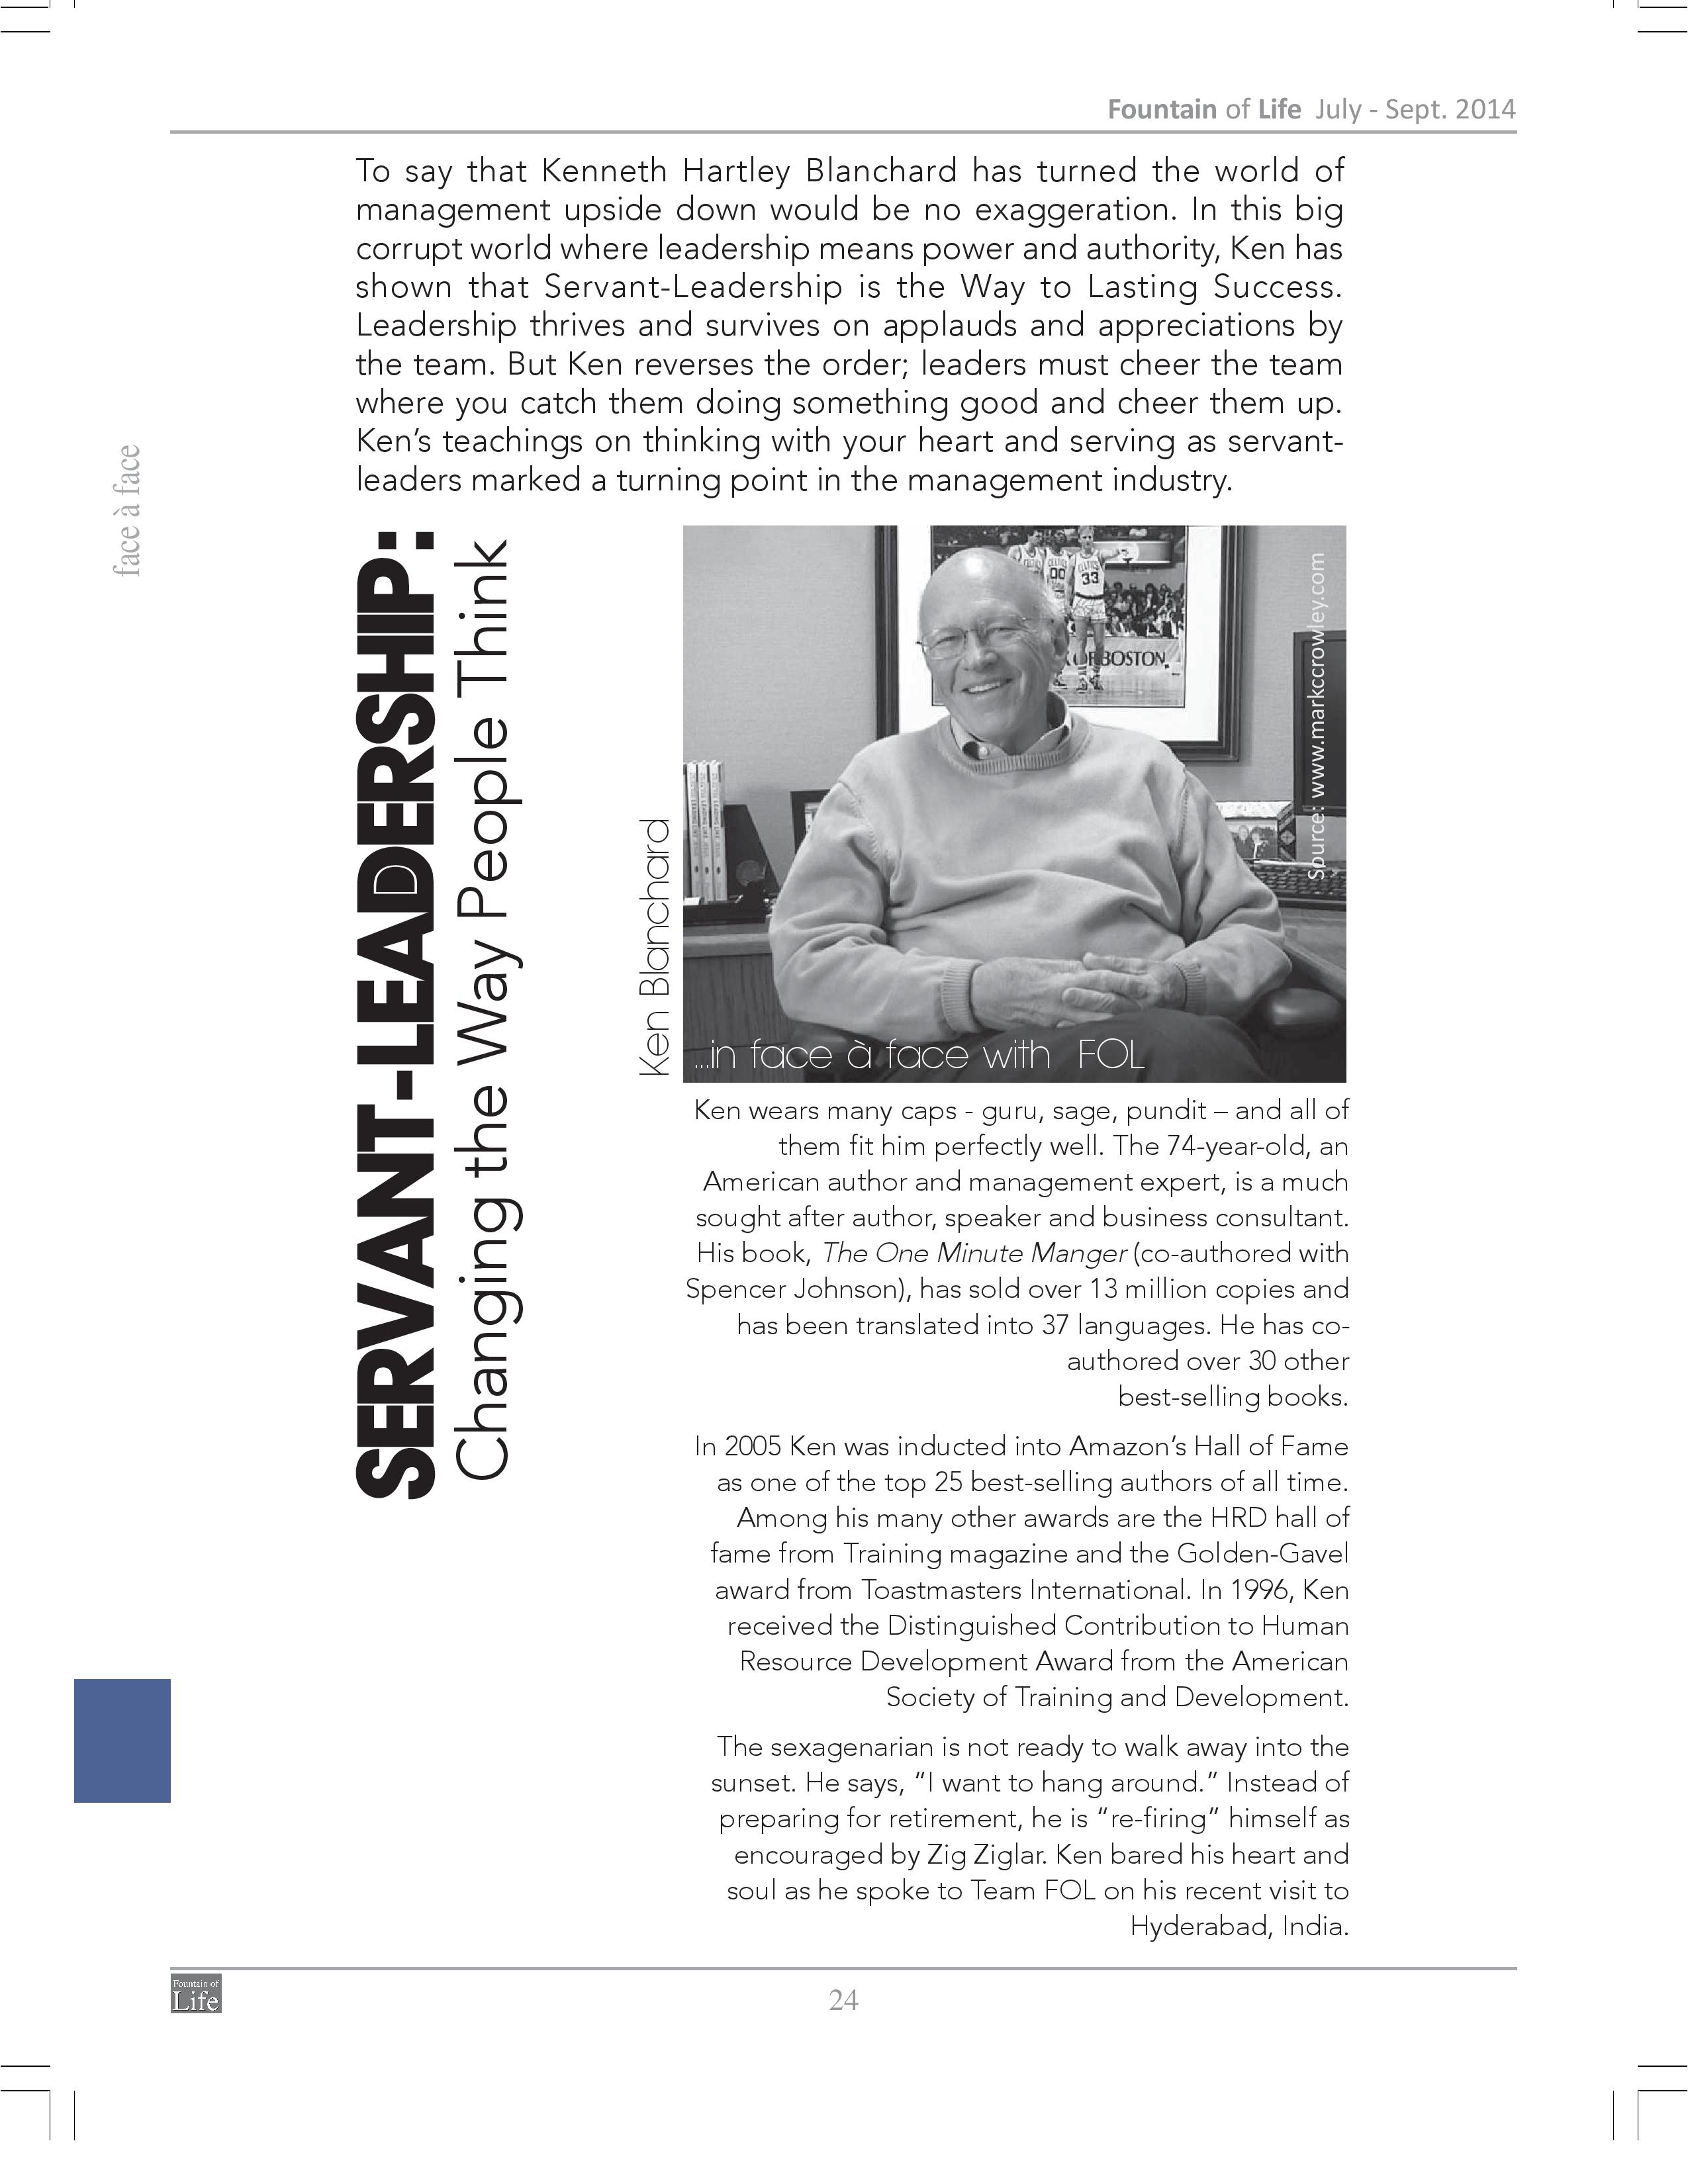 Fountain of Life July - Sept. 2014
To say that Kenneth Hartley Blanchard has turned the world of
management upside down would be no exaggeration. In this big
corrupt world where leadership means power and authority, Ken has
shown that Servant-Leadership is the Way to Lasting Success.
Leadership thrives and survives on applauds and appreciations by
the team. But Ken reverses the order; leaders must cheer the team
where you catch them doing something good and cheer them up.
Ken’s teachings on thinking with your heart and serving as servant-
leaders marked a turning point in the management industry.
face à face
SERVANT-LEADERSHIP:
Changing the Way People Think
Ken Blanchard
CELTICS
00
CELTICS
33
BOSTON
Source: www.markccrowley.com
...in face à face with FOL
Ken wears many caps - guru, sage, pundit – and all of
them fit him perfectly well. The 74-year-old, an
American author and management expert, is a much
sought after author, speaker and business consultant.
His book, The One Minute Manger (co-authored with
Spencer Johnson), has sold over 13 million copies and
has been translated into 37 languages. He has co-
authored over 30 other
best-selling books.
In 2005 Ken was inducted into Amazon’s Hall of Fame
as one of the top 25 best-selling authors of all time.
Among his many other awards are the HRD hall of
fame from Training magazine and the Golden-Gavel
award from Toastmasters International. In 1996, Ken
received the Distinguished Contribution to Human
Resource Development Award from the American
Society of Training and Development.
The sexagenarian is not ready to walk away into the
sunset. He says, “I want to hang around.” Instead of
preparing for retirement, he is “re-firing” himself as
encouraged by Zig Ziglar. Ken bared his heart and
soul as he spoke to Team FOL on his recent visit to
Hyderabad, India.
Fountain of
Life
24